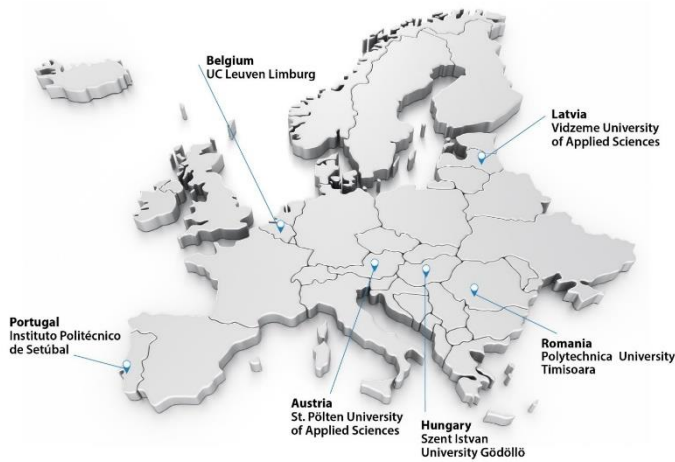 Belgium
UC Leuven Limburg
Latvia
Vidzeme University
of Applied Sciences
Portugal
Instituto Politécnico
de Setúbal
Romania
Polytechnica University
Timisoara
Austria
St. Pölten University
of Applied Sciences
Hungary
Szent Istvan
University Gödöllö